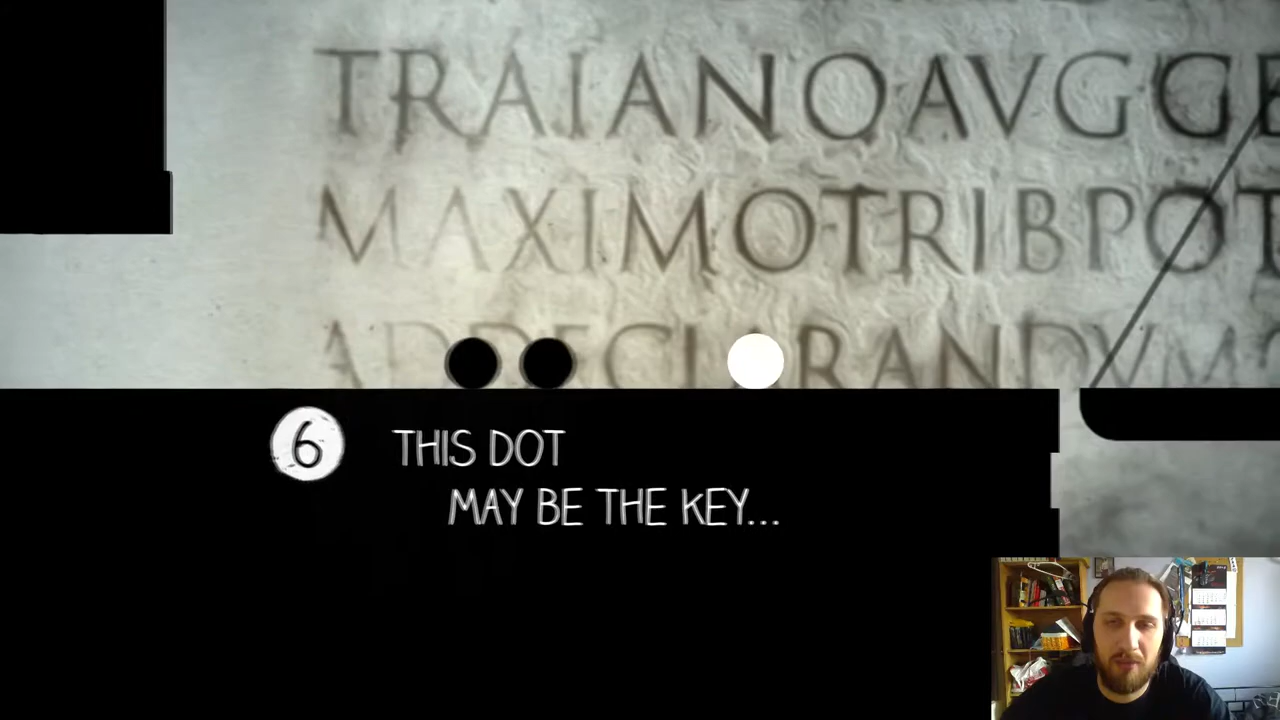 TRAIANOAVGGE
MAXIMOTRIBPOT
6
THIS DOT
MAY BE THE KEY...